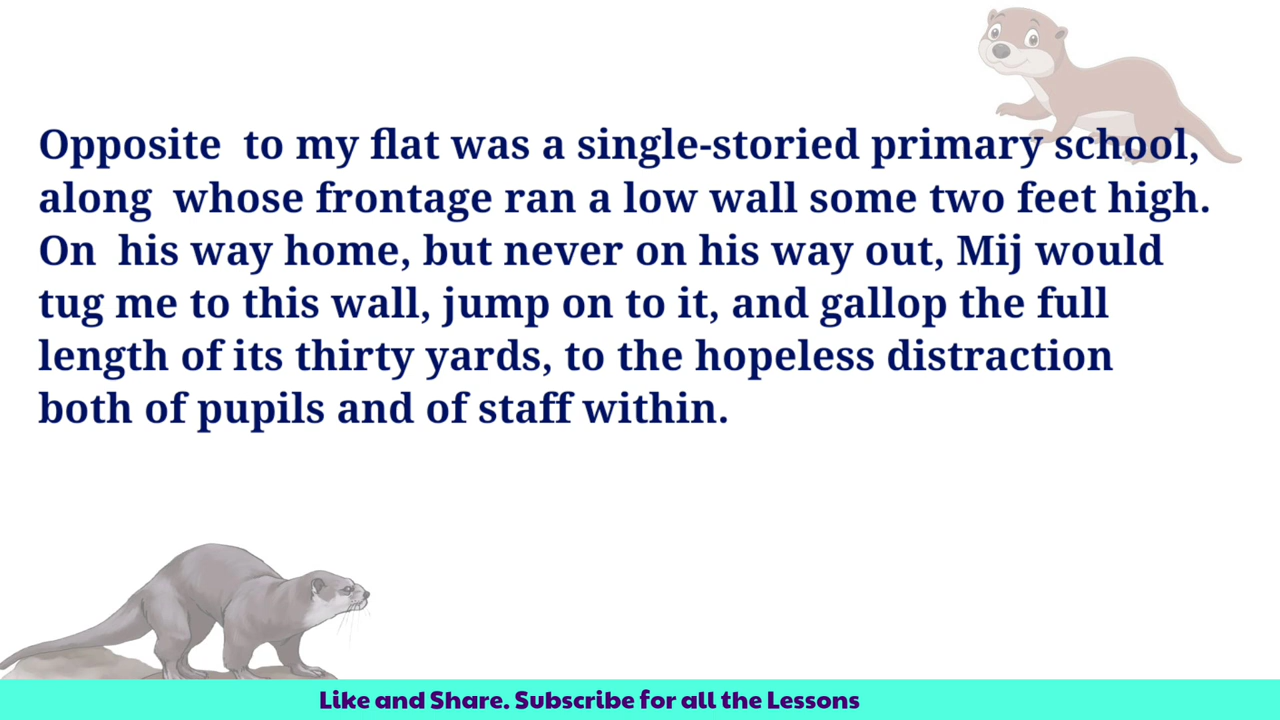 Opposite to my flat was a single-storied primary school,
along whose frontage ran a low wall some two feet high.
On his way home, but never on his way out, Mij would
tug me to this wall, jump on to it, and gallop the full
length of its thirty yards, to the hopeless distraction
both of pupils and of staff within.
Like and Share. Subscribe for all the Lessons